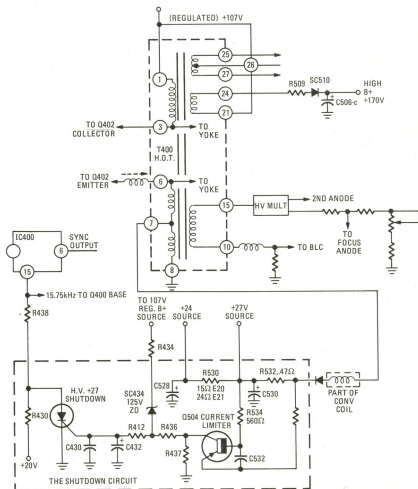 (REGULATED) +107V
25
1
26
27
24
R509
SC510
HIGH
B+
+170V
C506-c
+
21
TO Q402
COLLECTOR
3
TO
YOKE
T400
H.O.T.
TO Q402
EMITTER
6
TO
YOKE
15
HV MULT
2ND ANODE
IC400
6
SYNC
OUTPUT
7
TO
FOCUS
ANODE
10
TO BLC
15
8
15.75kHz TO Q400 BASE
R438
TO 107V
REG. B+
SOURCE
+24
SOURCE
+27V
SOURCE
R434
R530
15Ω E20
24Ω E21
R532, 47Ω
C528
+
+
C530
PART OF
CONV
COIL
H.V. +27
SHUTDOWN
SC434
125V
ZD
Q504 CURRENT
LIMITER
R534
560Ω
R430
R412
R436
C430
+
C432
R437
+
C532
+20V
THE SHUTDOWN CIRCUIT